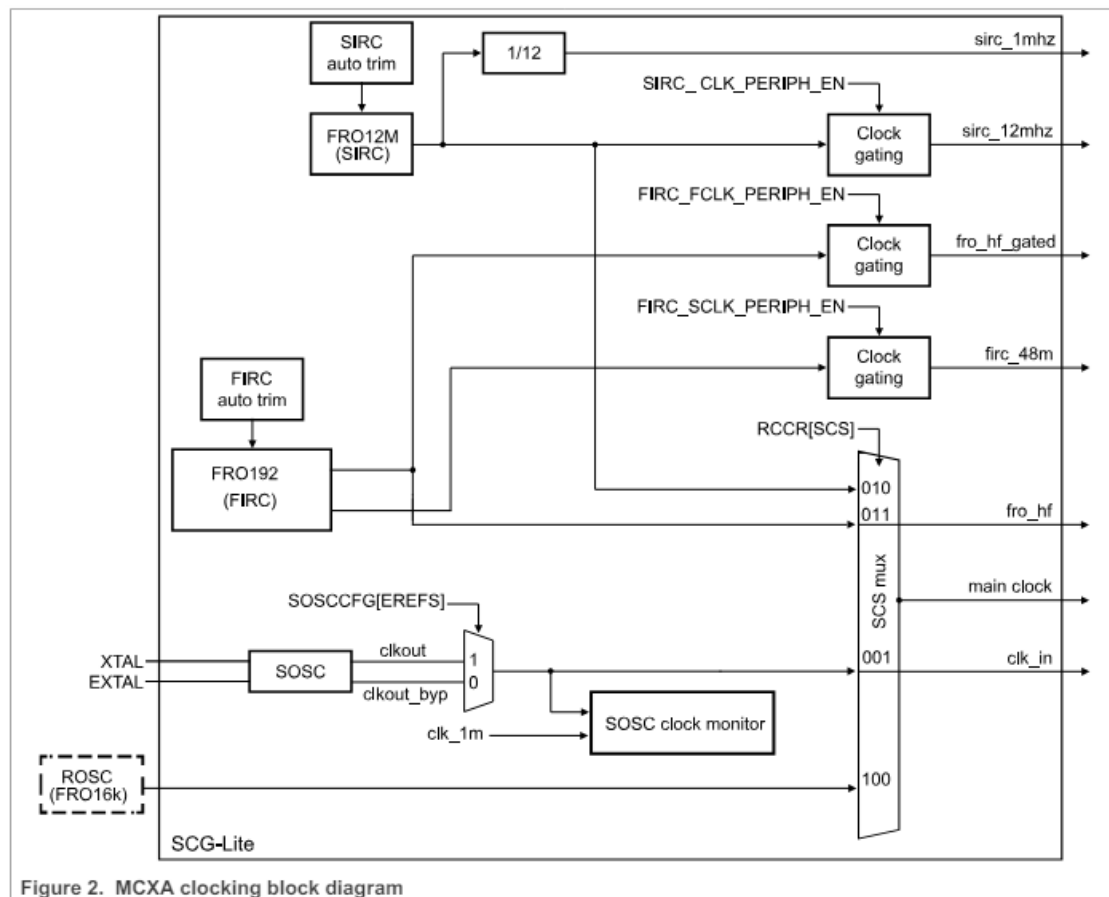 SIRC
auto trim
1/12
sirc_1mhz
SIRC_ CLK_PERIPH_EN
FRO12M
(SIRC)
Clock
gating
sirc_12mhz
FIRC_FCLK_PERIPH_EN
Clock
gating
fro_hf_gated
FIRC_SCLK_PERIPH_EN
Clock
gating
firc_48m
FIRC
auto trim
RCCR[SCS]
FRO192
(FIRC)
010
011
fro_hf
SCS mux
main clock
SOSCCFG[EREFS]
XTAL
EXTAL
SOSC
clkout
1
0
clkout_byp
001
clk_in
clk_1m
SOSC clock monitor
ROSC
(FRO16k)
100
SCG-Lite
Figure 2. MCXA clocking block diagram